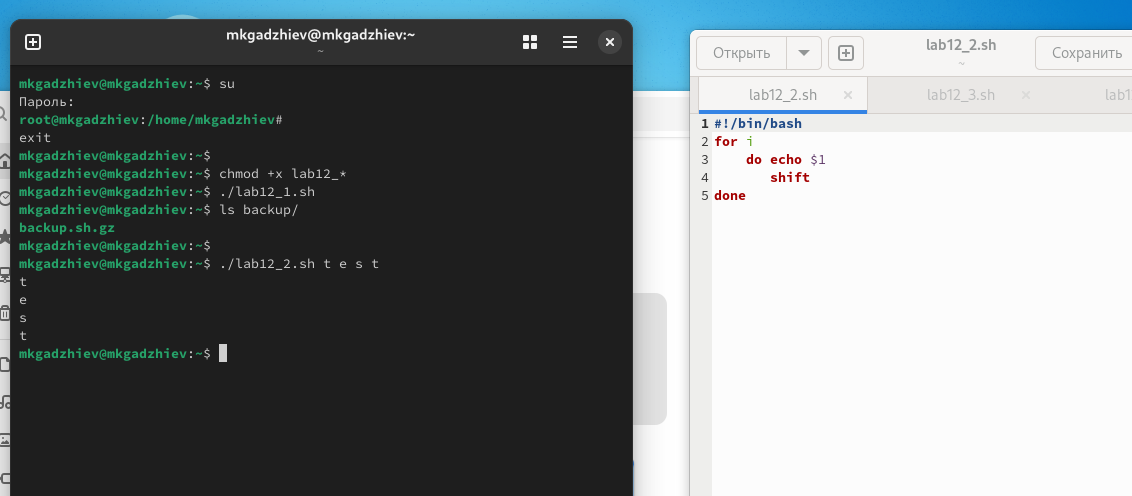 mkgadzhiev@mkgadzhiev:~
~
mkgadzhiev@mkgadzhiev:~$ su
Пароль:
root@mkgadzhiev:/home/mkgadzhiev#
exit
mkgadzhiev@mkgadzhiev:~$
mkgadzhiev@mkgadzhiev:~$ chmod +x lab12_*
mkgadzhiev@mkgadzhiev:~$ ./lab12_1.sh
mkgadzhiev@mkgadzhiev:~$ ls backup/
backup.sh.gz
mkgadzhiev@mkgadzhiev:~$
mkgadzhiev@mkgadzhiev:~$ ./lab12_2.sh t e s t
t
e
s
t
mkgadzhiev@mkgadzhiev:~$
Открыть
lab12_2.sh
~
Сохранить
lab12_2.sh × lab12_3.sh × lab1
1 #!/bin/bash
2 for i
3     do echo $1
4        shift
5 done